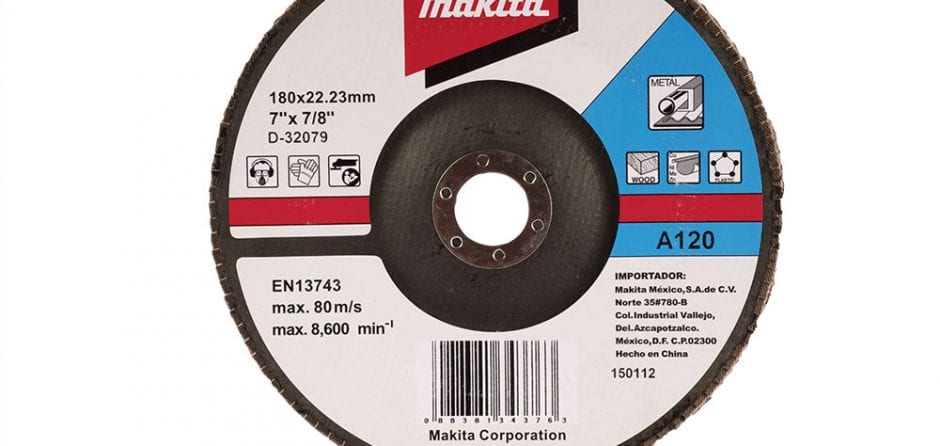 makita
180x22.23mm
7"x 7/8"
D-32079
METAL
WOOD
PLASTIC
A120
EN13743
max. 80m/s
max. 8,600 min⁻¹
IMPORTADOR:
Makita México,S.A.de C.V.
Norte 35#780-B
Col.Industrial Vallejo,
Del.Azcapotzalco.
México,D.F. C.P.02300
Hecho en China
150112
088381343763
Makita Corporation